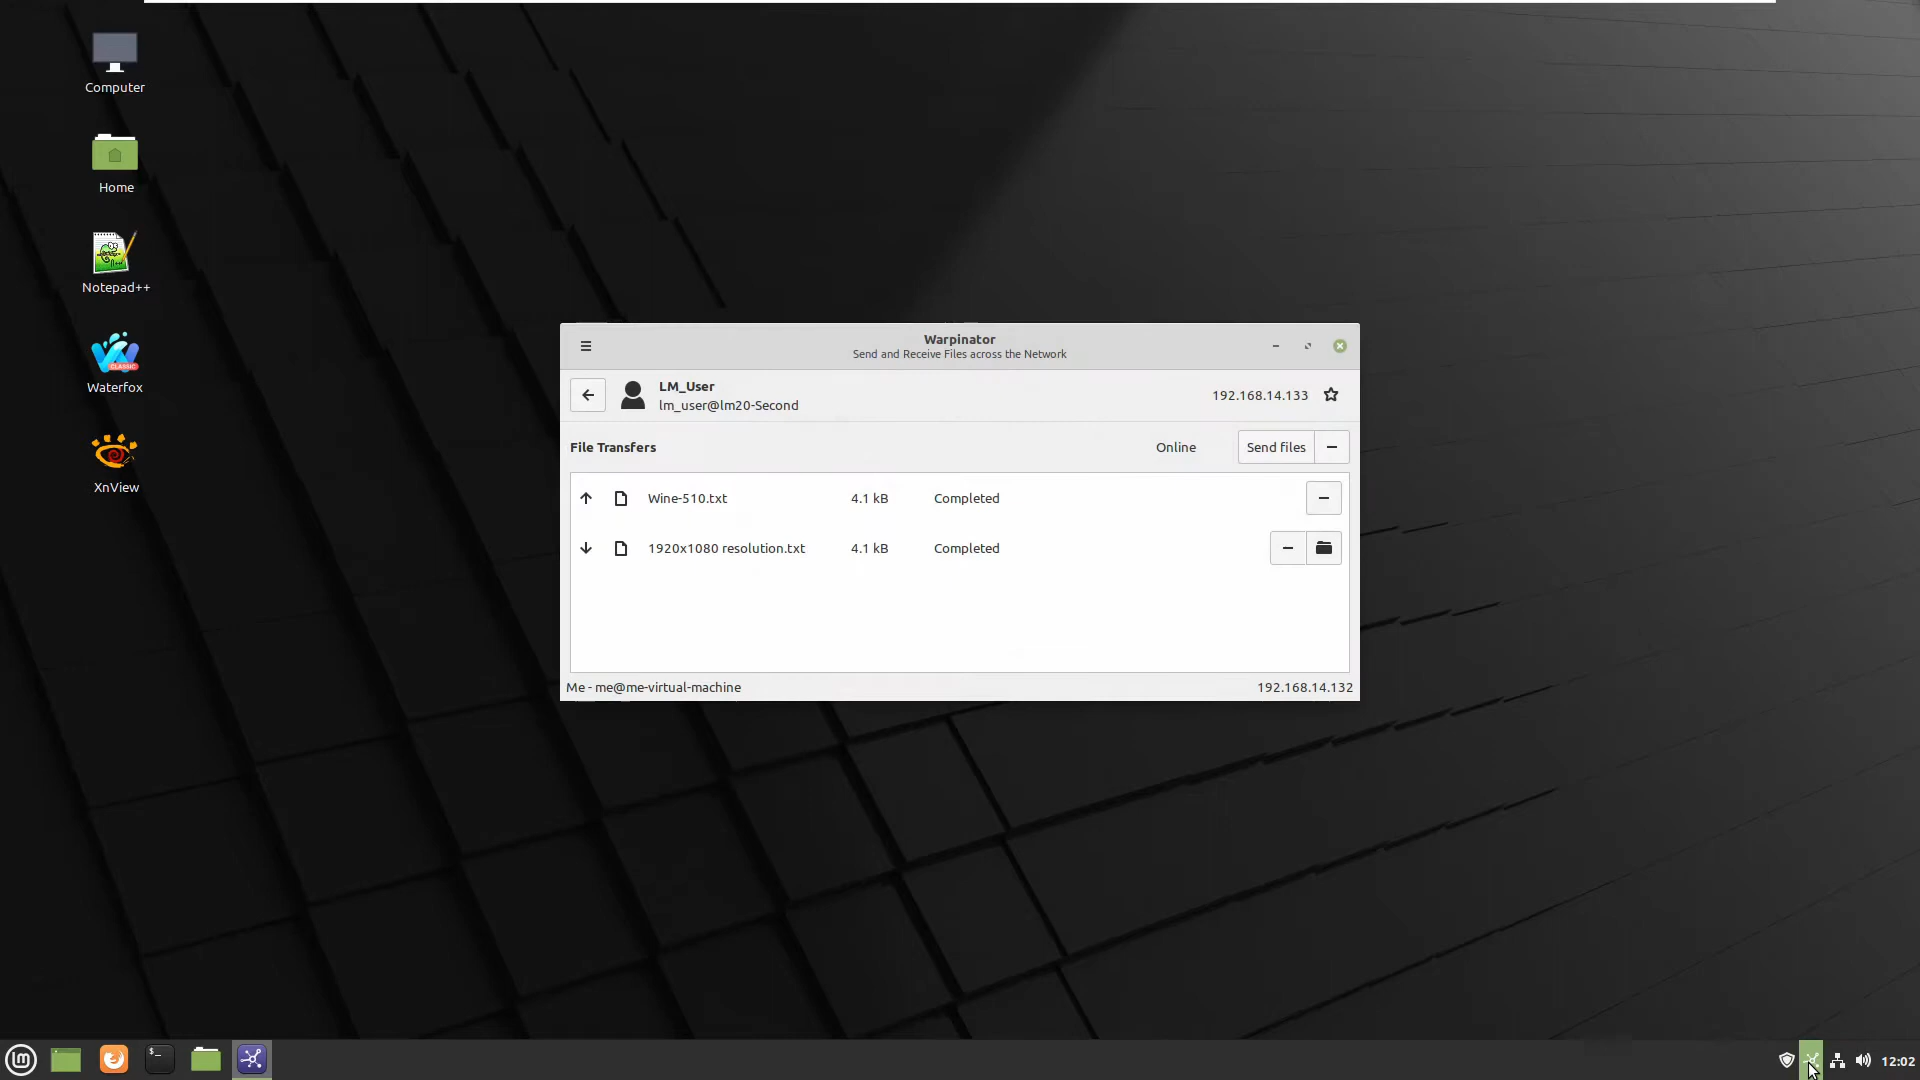 Computer
Home
Notepad++
Waterfox
XnView
Warpinator
Send and Receive Files across the Network
LM_User
lm_user@lm20-Second
192.168.14.133
File Transfers
Online
Send files
Wine-510.txt 4.1 kB Completed
1920x1080 resolution.txt 4.1 kB Completed
Me - me@me-virtual-machine
192.168.14.132
12:02